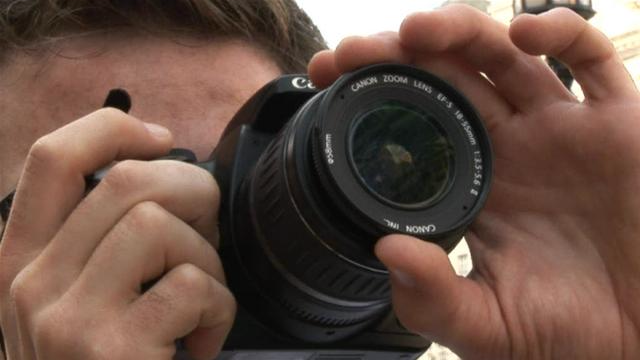 Ca
CANON ZOOM LENS EF-S 18-55mm 1:3.5-5.6 II
ø58mm
CANON INC.